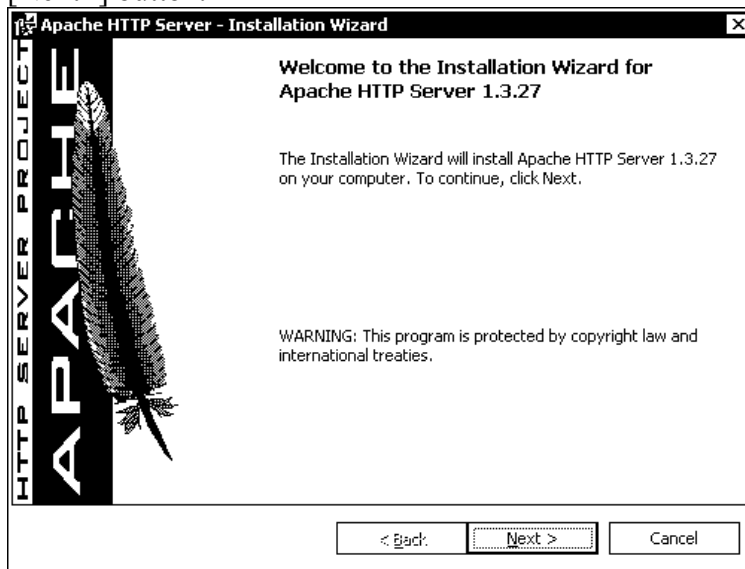 Apache HTTP Server - Installation Wizard
HTTP SERVER PROJECT
APACHE
Welcome to the Installation Wizard for
Apache HTTP Server 1.3.27
The Installation Wizard will install Apache HTTP Server 1.3.27
on your computer. To continue, click Next.
WARNING: This program is protected by copyright law and
international treaties.
< Back
Next >
Cancel